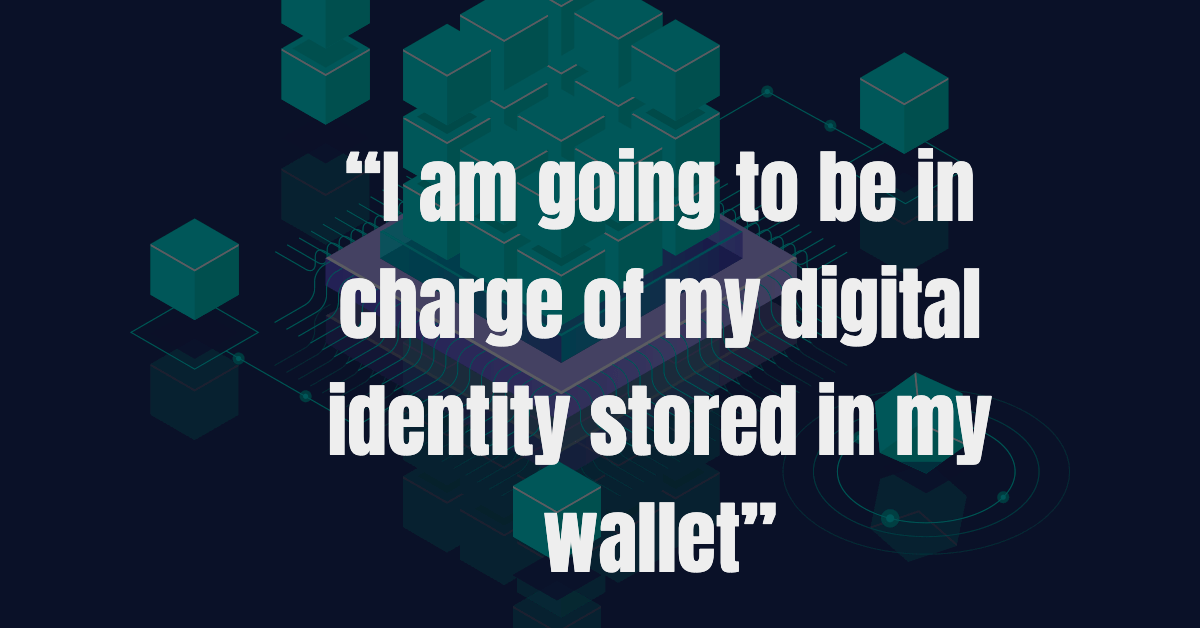 “I am going to be in
charge of my digital
identity stored in my
wallet”